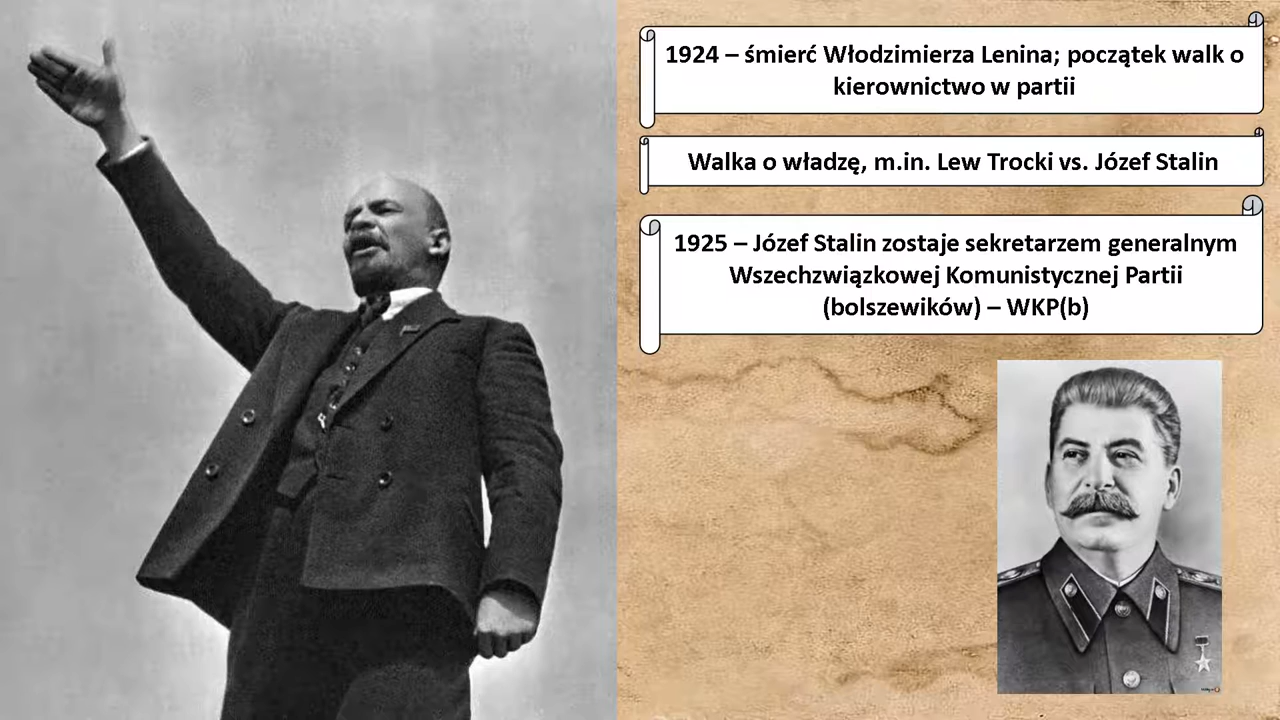 1924 – śmierć Włodzimierza Lenina; początek walk o
kierownictwo w partii
Walka o władzę, m.in. Lew Trocki vs. Józef Stalin
1925 – Józef Stalin zostaje sekretarzem generalnym
Wszechzwiązkowej Komunistycznej Partii
(bolszewików) – WKP(b)